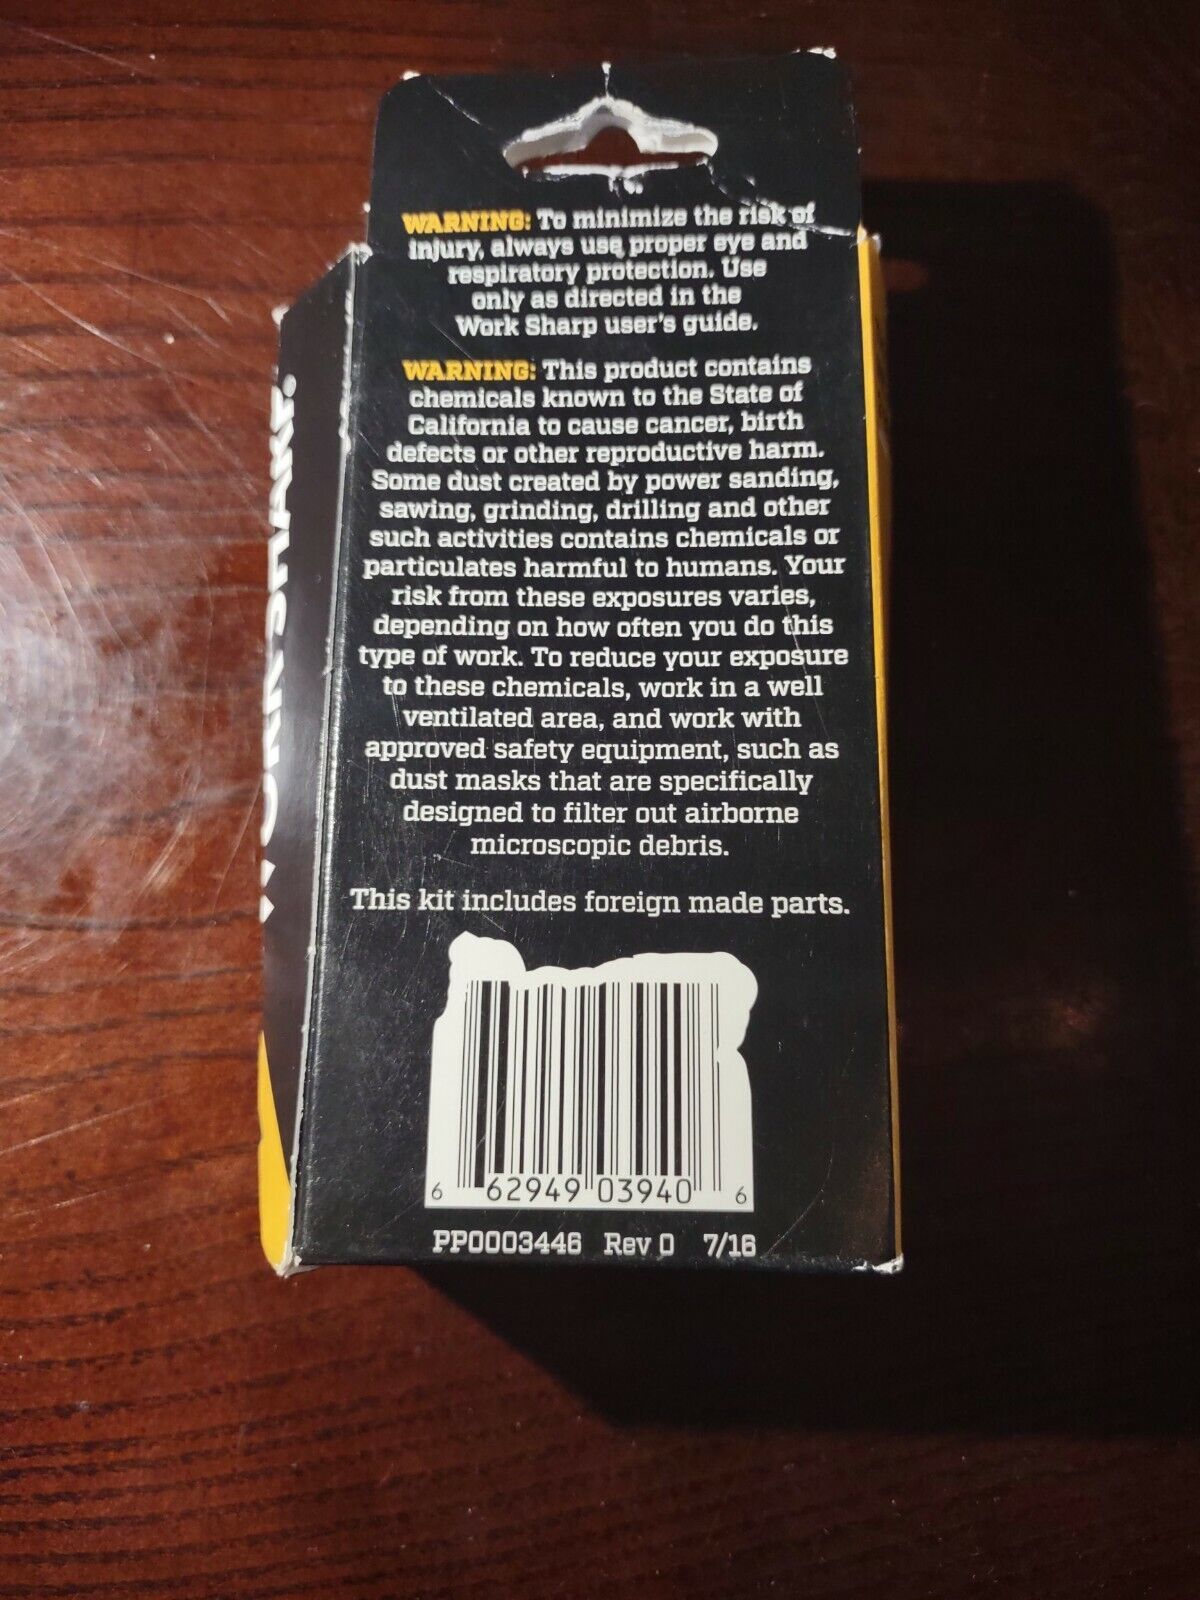 WARNING: To minimize the risk of
injury, always use proper eye and
respiratory protection. Use
only as directed in the
Work Sharp user's guide.
WARNING: This product contains
chemicals known to the State of
California to cause cancer, birth
defects or other reproductive harm.
Some dust created by power sanding,
sawing, grinding, drilling and other
such activities contains chemicals or
particulates harmful to humans. Your
risk from these exposures varies,
depending on how often you do this
type of work. To reduce your exposure
to these chemicals, work in a well
ventilated area, and work with
approved safety equipment, such as
dust masks that are specifically
designed to filter out airborne
microscopic debris.
This kit includes foreign made parts.
6 62949 03940 6
PP0003446 Rev 0 7/16